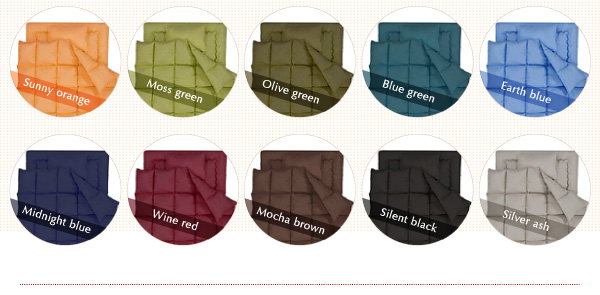 Sunny orange
Moss green
Olive green
Blue green
Earth blue
Midnight blue
Wine red
Mocha brown
Silent black
Silver ash